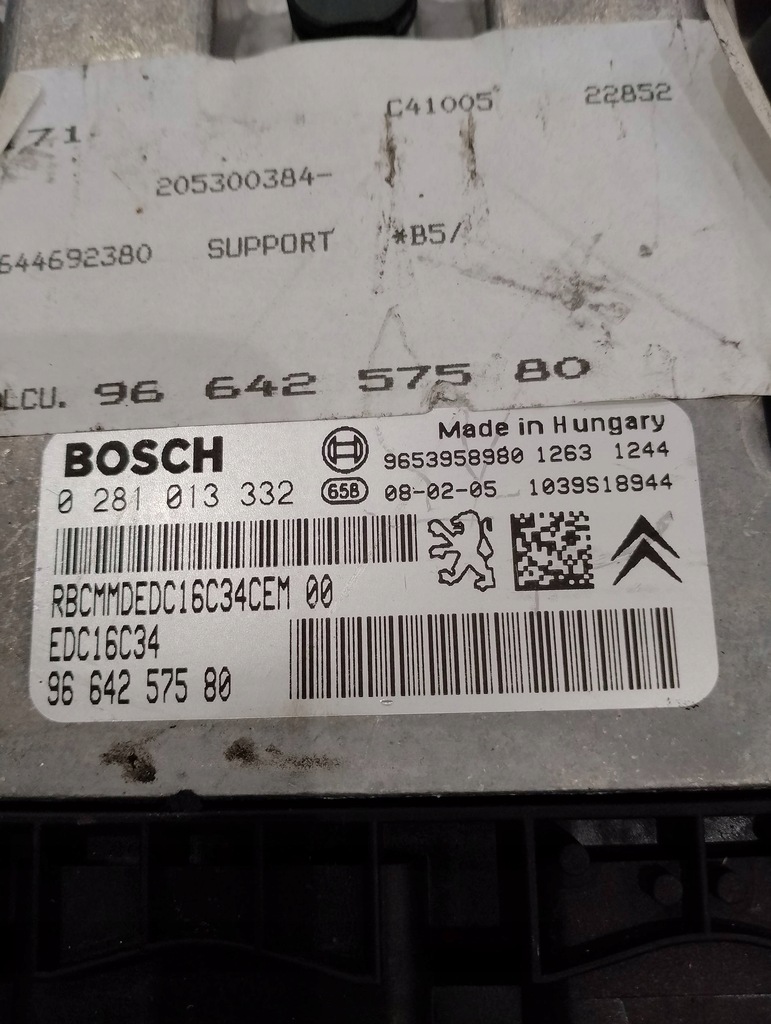 C41005 22852
71
205300384-
644692380 SUPPORT *B5/
LCU. 96 642 575 80
BOSCH
Made in Hungary
9653958980 1263 1244
0 281 013 332
658 08-02-05 1039S18944
RBCMMDEDC16C34CEM 00
EDC16C34
96 642 575 80